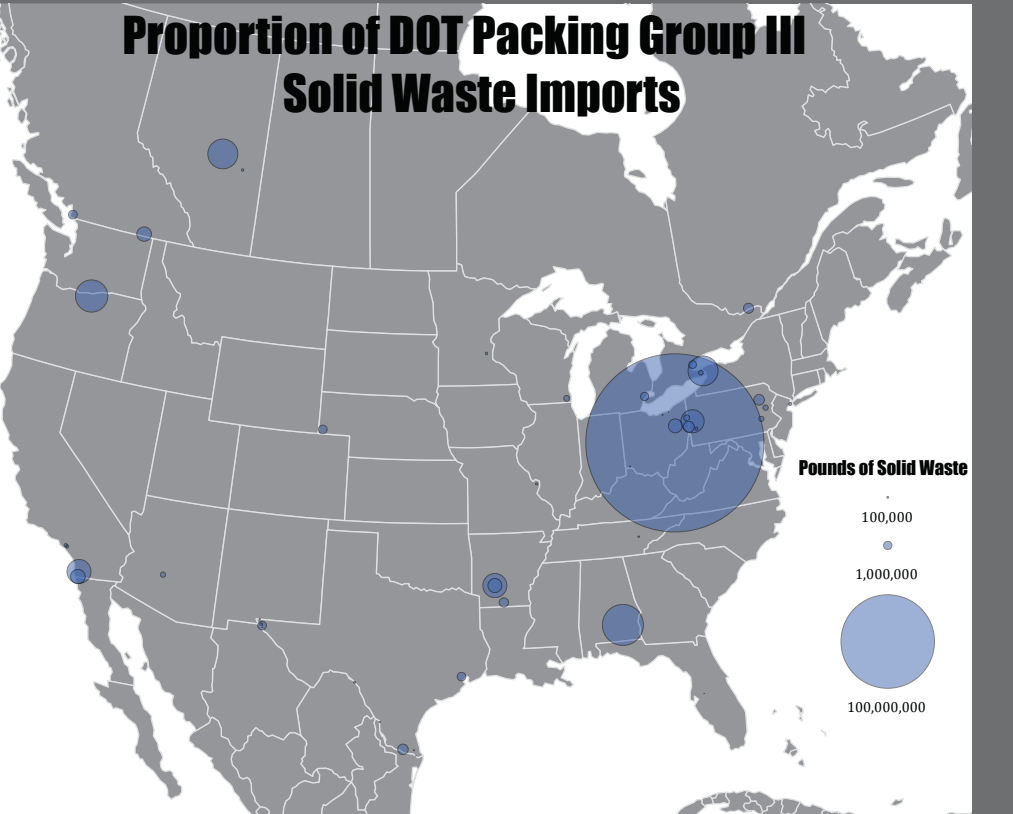 Proportion of DOT Packing Group III
Solid Waste Imports
Pounds of Solid Waste
100,000
1,000,000
100,000,000